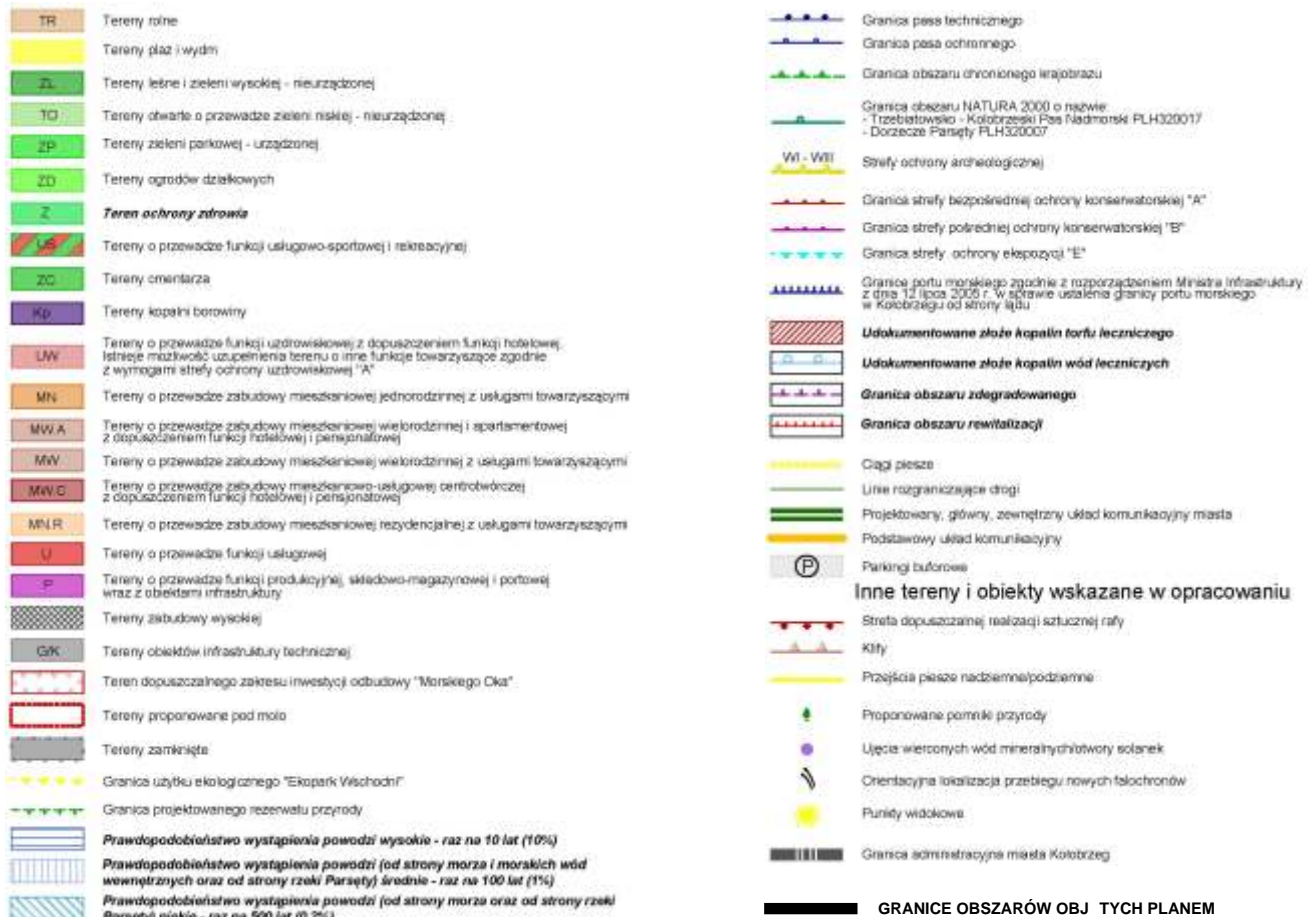 TR Tereny rolne
Tereny plaż i wydm
ZL Tereny leśne i zieleni wysokiej - nieurządzonej
TO Tereny otwarte o przewadze zieleni niskiej - nieurządzonej
ZP Tereny zieleni parkowej - urządzonej
ZD Tereny ogrodów działkowych
Z Teren ochrony zdrowia
US Tereny o przewadze funkcji usługowo-sportowej i rekreacyjnej
ZC Tereny cmentarza
Kp Tereny kopalni borowiny
UW Tereny o przewadze funkcji uzdrowiskowej z dopuszczeniem funkcji hotelowej.
Istnieje możliwość uzupełnienia terenu o inne funkcje towarzyszące zgodnie
z wymogami strefy ochrony uzdrowiskowej "A"
MN Tereny o przewadze zabudowy mieszkaniowej jednorodzinnej z usługami towarzyszącymi
MW.A Tereny o przewadze zabudowy mieszkaniowej wielorodzinnej i apartamentowej
z dopuszczeniem funkcji hotelowej i pensjonatowej
MW Tereny o przewadze zabudowy mieszkaniowej wielorodzinnej z usługami towarzyszącymi
MW.C Tereny o przewadze zabudowy mieszkaniowo-usługowej centrotwórczej
z dopuszczeniem funkcji hotelowej i pensjonatowej
MN.R Tereny o przewadze zabudowy mieszkaniowej rezydencjalnej z usługami towarzyszącymi
U Tereny o przewadze funkcji usługowej
P Tereny o przewadze funkcji produkcyjnej, składowo-magazynowej i portowej
wraz z obiektami infrastruktury
Tereny zabudowy wysokiej
G/K Tereny obiektów infrastruktury technicznej
Teren dopuszczalnego zakresu inwestycji odbudowy "Morskiego Oka"
Tereny proponowane pod molo
Tereny zamknięte
Granica użytku ekologicznego "Ekopark Wschodni"
Granica projektowanego rezerwatu przyrody
Prawdopodobieństwo wystąpienia powodzi wysokie - raz na 10 lat (10%)
Prawdopodobieństwo wystąpienia powodzi (od strony morza i morskich wód
wewnętrznych oraz od strony rzeki Parsęty) średnie - raz na 100 lat (1%)
Prawdopodobieństwo wystąpienia powodzi (od strony morza oraz od strony rzeki
Parsęty) niskie - raz na 500 lat (0,2%)
Granica pasa technicznego
Granica pasa ochronnego
Granica obszaru chronionego krajobrazu
Granica obszaru NATURA 2000 o nazwie:
- Trzebiatowsko - Kołobrzeski Pas Nadmorski PLH320017
- Dorzecze Parsęty PLH320007
WI - WIII Strefy ochrony archeologicznej
Granica strefy bezpośredniej ochrony konserwatorskiej "A"
Granica strefy pośredniej ochrony konserwatorskiej "B"
Granica strefy ochrony ekspozycji "E"
Granice portu morskiego zgodnie z rozporządzeniem Ministra Infrastruktury
z dnia 12 lipca 2005 r. w sprawie ustalenia granicy portu morskiego
w Kołobrzegu od strony lądu
Udokumentowane złoże kopalin torfu leczniczego
Udokumentowane złoże kopalin wód leczniczych
Granica obszaru zdegradowanego
Granica obszaru rewitalizacji
Ciągi piesze
Linie rozgraniczające drogi
Projektowany, główny, zewnętrzny układ komunikacyjny miasta
Podstawowy układ komunikacyjny
P Parkingi buforowe
Inne tereny i obiekty wskazane w opracowaniu
Strefa dopuszczalnej realizacji sztucznej rafy
Klify
Przejścia piesze nadziemne/podziemne
Proponowane pomniki przyrody
Ujęcia wierconych wód mineralnych/otwory solanek
Orientacyjna lokalizacja przebiegu nowych falochronów
Punkty widokowe
Granica administracyjna miasta Kołobrzeg
GRANICE OBSZARÓW OBJ TYCH PLANEM